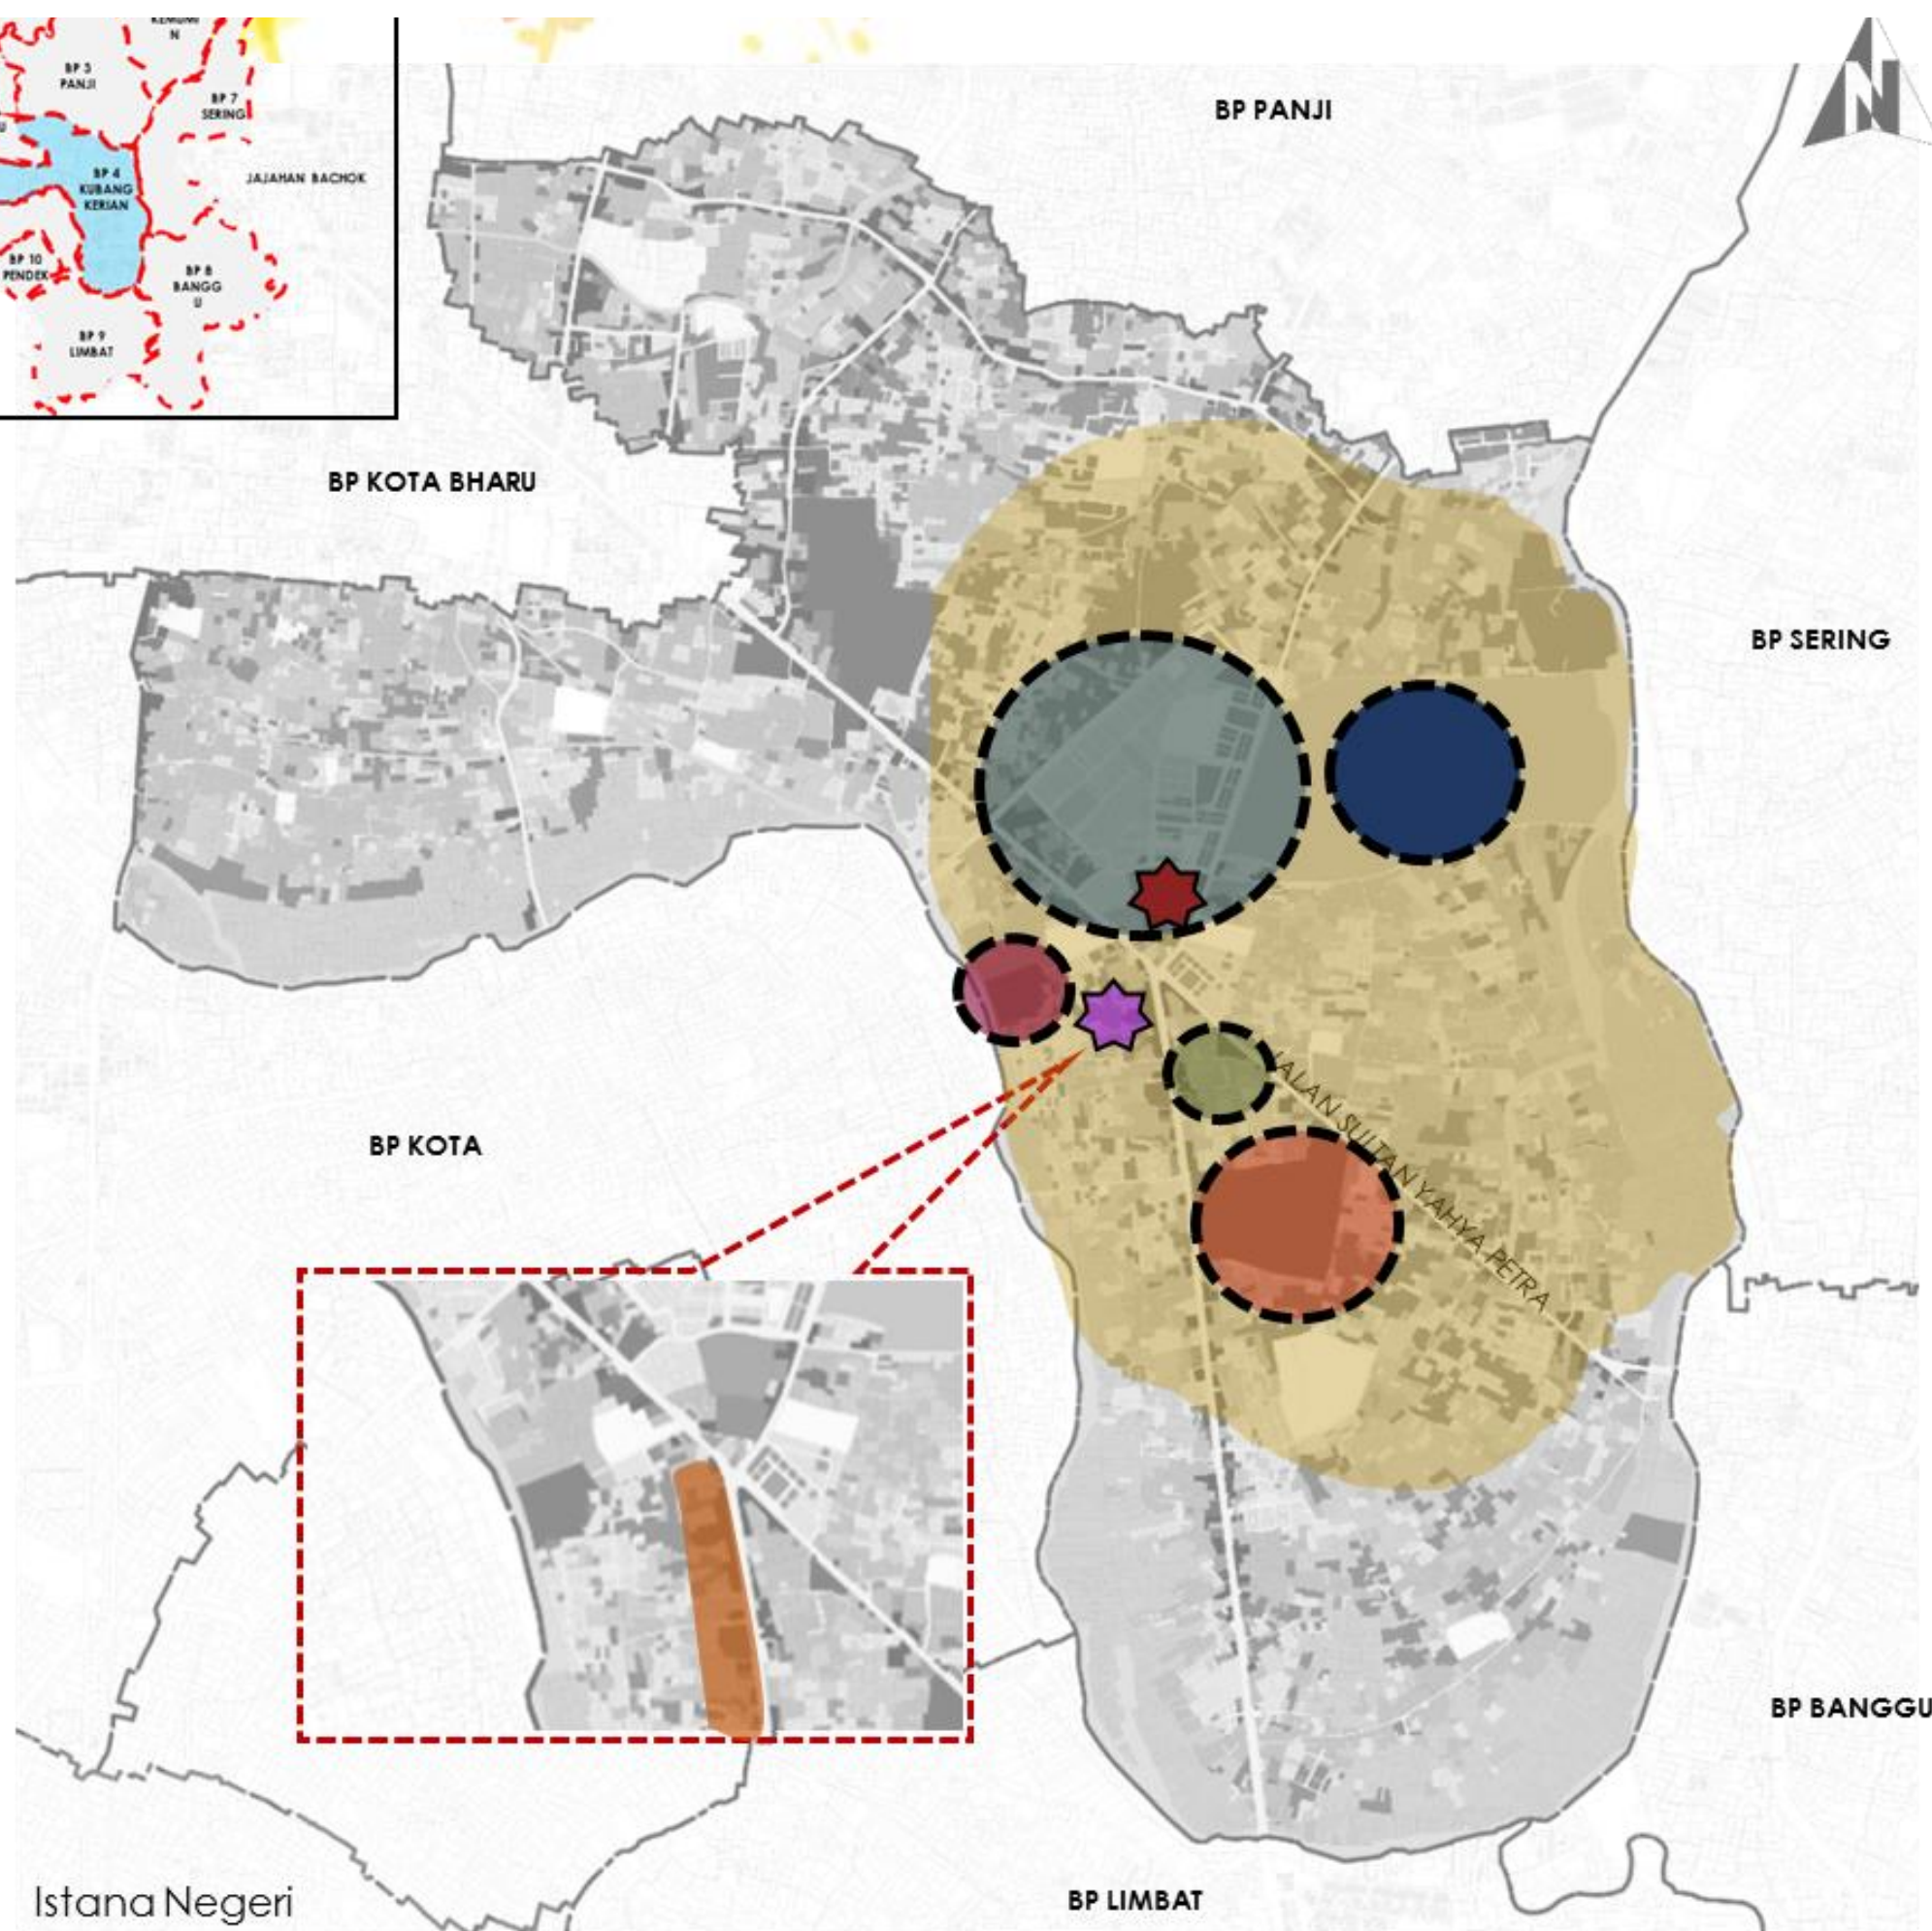 N
BP 3
PANJI
BP 7
SERING
BP 4
KUBANG
KERIAN
JAJAHAN BACHOK
BP 10
PENDEK
BP 8
BANGG
U
BP 9
LIMBAT
BP PANJI
N
BP KOTA BHARU
BP SERING
BP KOTA
JALAN SULTAN YAHYA PETRA
BP BANGGU
Istana Negeri
BP LIMBAT